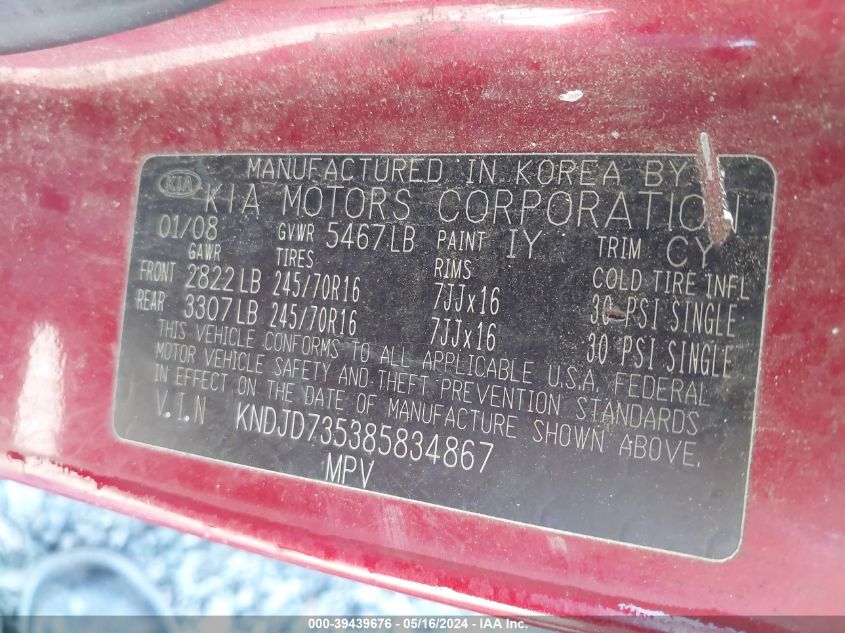 MANUFACTURED IN KOREA BY
KIA KIA MOTORS CORPORATION
01/08 GVWR 5467LB PAINT IY TRIM CY
GAWR TIRES RIMS COLD TIRE INFL
FRONT 2822LB 245/70R16 7JJx16 30 PSI SINGLE
REAR 3307LB 245/70R16 7JJx16 30 PSI SINGLE
THIS VEHICLE CONFORMS TO ALL APPLICABLE U.S.A. FEDERAL
MOTOR VEHICLE SAFETY AND THEFT PREVENTION STANDARDS
IN EFFECT ON THE DATE OF MANUFACTURE SHOWN ABOVE.
V.I.N KNDJD735385834867
MPV
000-39439676 - 05/16/2024 - IAA Inc.